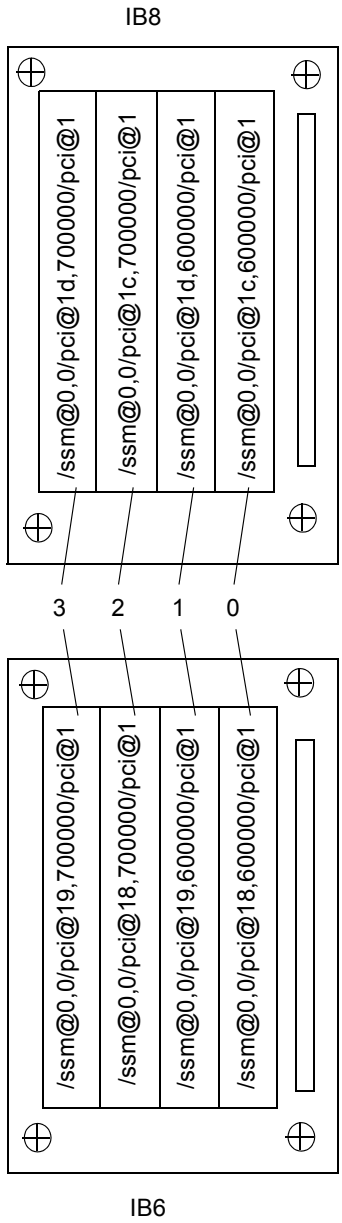 IB8
/ssm@0,0/pci@1d,700000/pci@1
/ssm@0,0/pci@1c,700000/pci@1
/ssm@0,0/pci@1d,600000/pci@1
/ssm@0,0/pci@1c,600000/pci@1
3 2 1 0
/ssm@0,0/pci@19,700000/pci@1
/ssm@0,0/pci@18,700000/pci@1
/ssm@0,0/pci@19,600000/pci@1
/ssm@0,0/pci@18,600000/pci@1
IB6